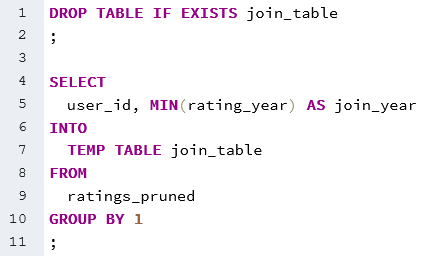 1 DROP TABLE IF EXISTS join_table
2 ;
3
4 SELECT
5 user_id, MIN(rating_year) AS join_year
6 INTO
7 TEMP TABLE join_table
8 FROM
9 ratings_pruned
10 GROUP BY 1
11 ;